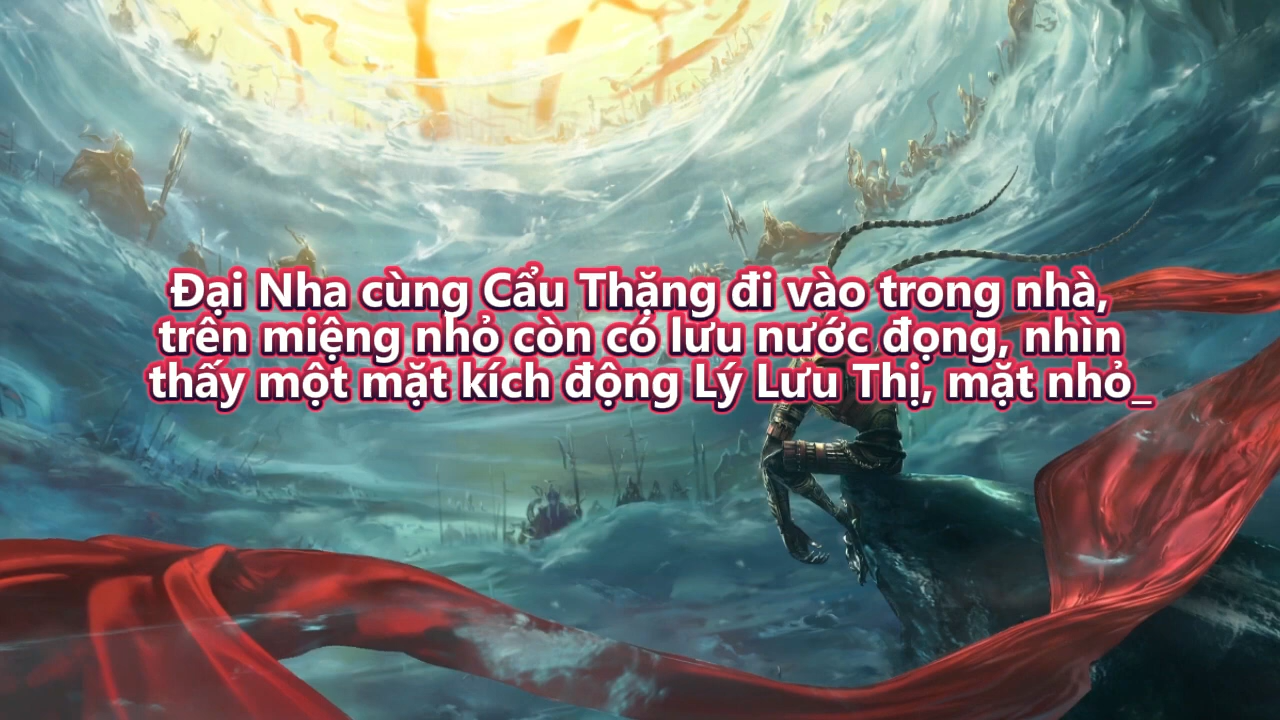 Đại Nha cùng Cẩu Thặng đi vào trong nhà,
trên miệng nhỏ còn có lưu nước đọng, nhìn
thấy một mặt kích động Lý Lưu Thị, mặt nhỏ_